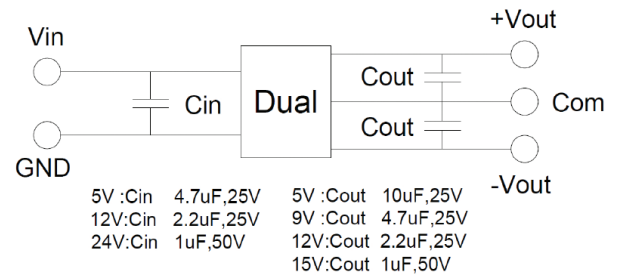 +Vout
Vin
Cout
Cin
Dual
Com
Cout
GND
-Vout
5V :Cin 4.7uF,25V
12V:Cin 2.2uF,25V
24V:Cin 1uF,50V
5V :Cout 10uF,25V
9V :Cout 4.7uF,25V
12V:Cout 2.2uF,25V
15V:Cout 1uF,50V